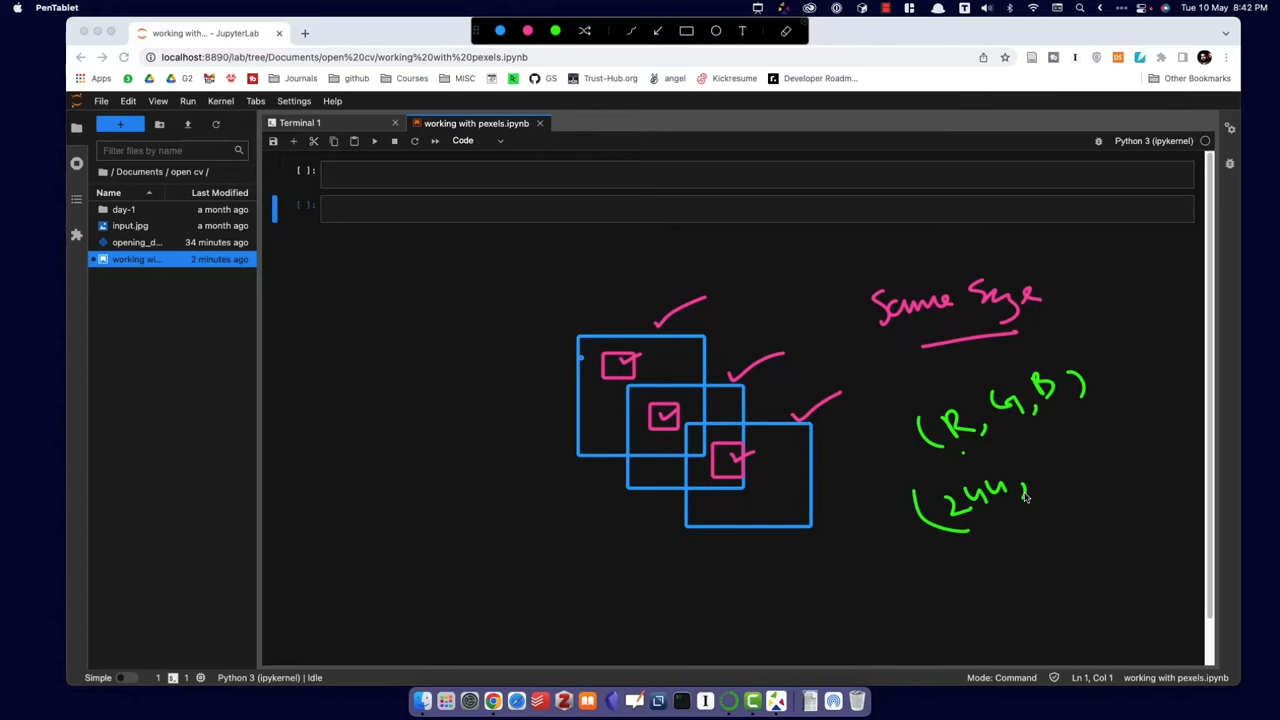 PenTablet
Tue 10 May 8:42 PM
working with... - JupyterLab
T
localhost:8890/lab/tree/Documents/open%20cv/working%20with%20pexels.ipynb
Apps
G2
Journals
github
Courses
MISC
GS
Trust-Hub.org
angel
Kickresume
Developer Roadm...
Other Bookmarks
File Edit View Run Kernel Tabs Settings Help
Terminal 1
working with pexels.ipynb
Filter files by name
Code
Python 3 (ipykernel)
/ Documents / open cv /
Name
Last Modified
day-1
a month ago
input.jpg
a month ago
opening_d...
34 minutes ago
working wi...
2 minutes ago
[ ]:
[ ]:
Same Size
(R, G, B)
(244,
Simple
1
1
Python 3 (ipykernel) | Idle
Mode: Command
Ln 1, Col 1
working with pexels.ipynb